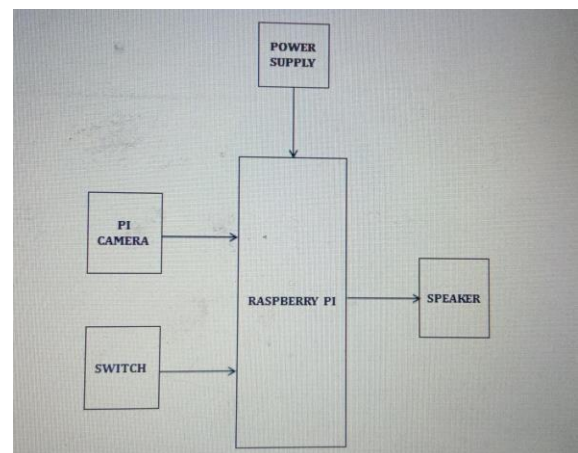 POWER
SUPPLY
PI
CAMERA
RASPBERRY PI
SPEAKER
SWITCH